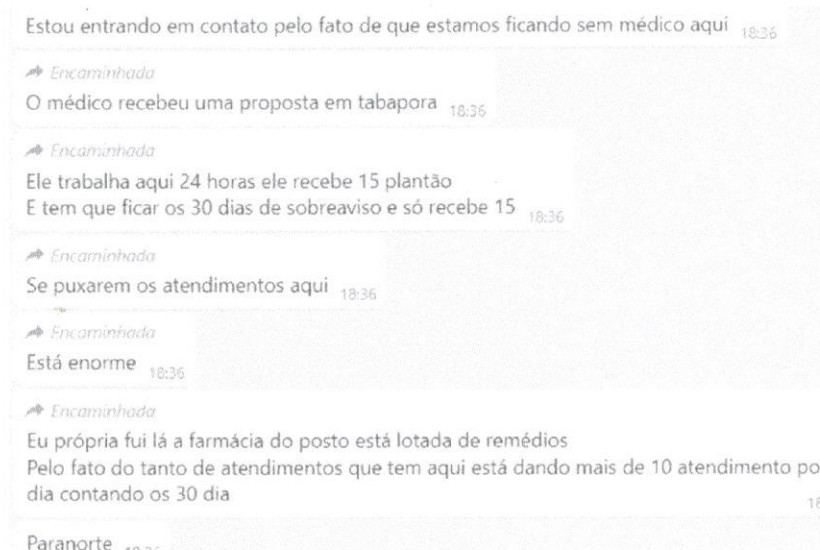 Estou entrando em contato pelo fato de que estamos ficando sem médico aqui 18:36
Encaminhada
O médico recebeu uma proposta em tabapora 18:36
Encaminhada
Ele trabalha aqui 24 horas ele recebe 15 plantão
E tem que ficar os 30 dias de sobreaviso e só recebe 15 18:36
Encaminhada
Se puxarem os atendimentos aqui 18:36
Encaminhada
Está enorme 18:36
Encaminhada
Eu própria fui lá a farmácia do posto está lotada de remédios
Pelo fato do tanto de atendimentos que tem aqui está dando mais de 10 atendimento po
dia contando os 30 dia 18
Paranorte